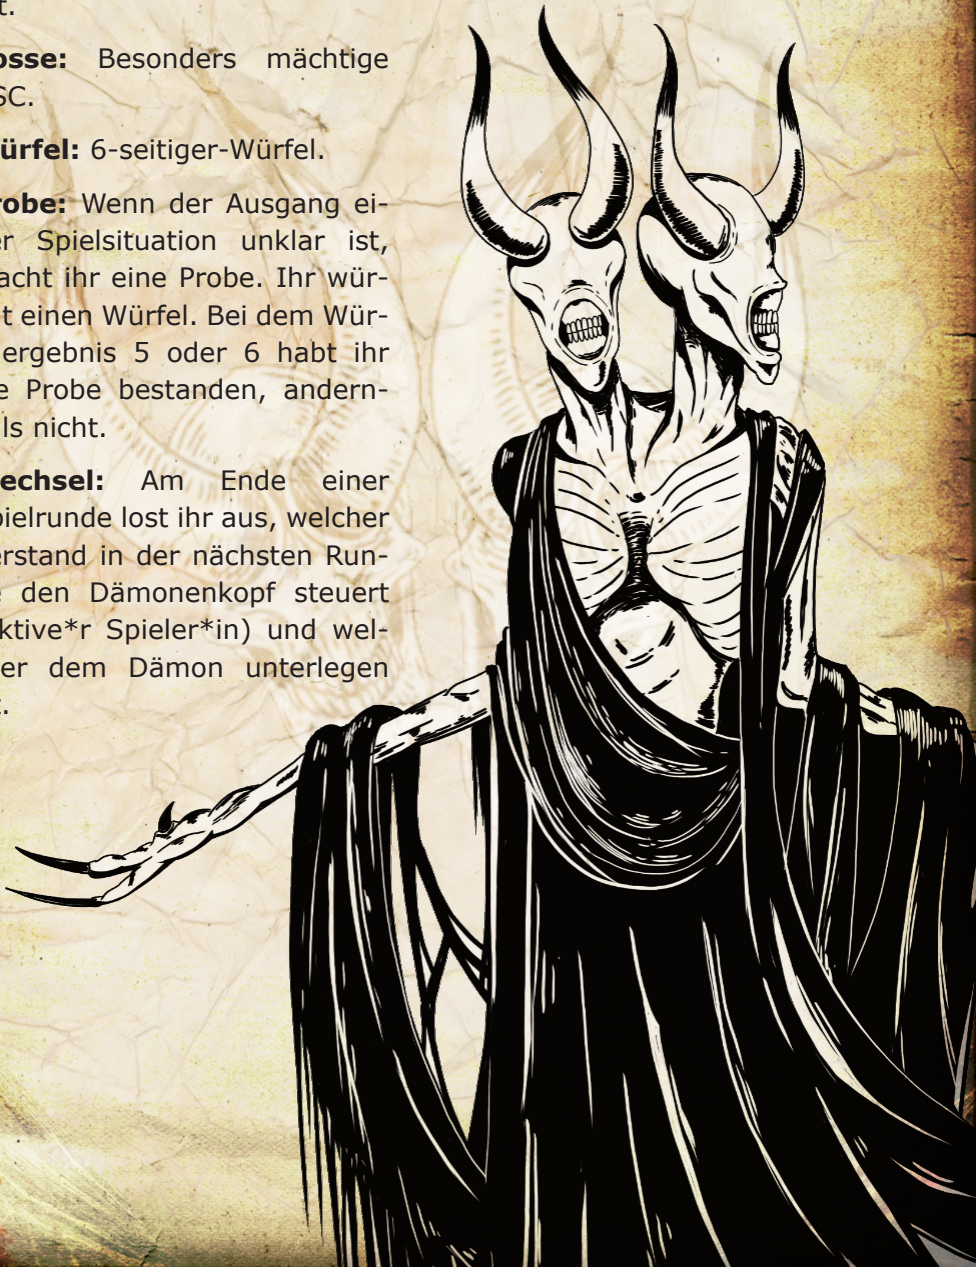 t.
osse: Besonders mächtige
SC.
ürfel: 6-seitiger-Würfel.
robe: Wenn der Ausgang ei-
er Spielsituation unklar ist,
acht ihr eine Probe. Ihr wür-
t einen Würfel. Bei dem Wür-
ergebnis 5 oder 6 habt ihr
e Probe bestanden, andern-
ls nicht.
echsel: Am Ende einer
pielrunde lost ihr aus, welcher
erstand in der nächsten Run-
e den Dämonenkopf steuert
ktive*r Spieler*in) und wel-
er dem Dämon unterlegen
t.